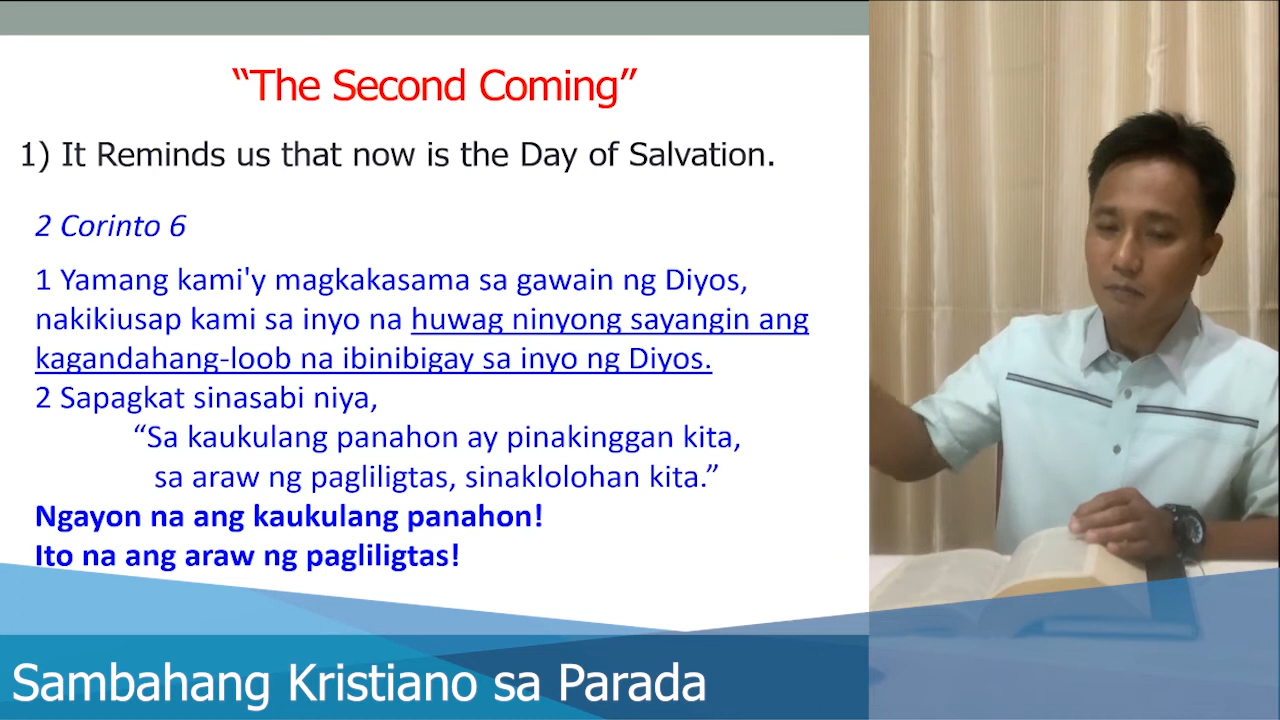 “The Second Coming”
1) It Reminds us that now is the Day of Salvation.
2 Corinto 6
1 Yamang kami'y magkakasama sa gawain ng Diyos,
nakikiusap kami sa inyo na huwag ninyong sayangin ang
kagandahang-loob na ibinibigay sa inyo ng Diyos.
2 Sapagkat sinasabi niya,
“Sa kaukulang panahon ay pinakinggan kita,
sa araw ng pagliligtas, sinaklolohan kita.”
Ngayon na ang kaukulang panahon!
Ito na ang araw ng pagliligtas!
Sambahang Kristiano sa Parada